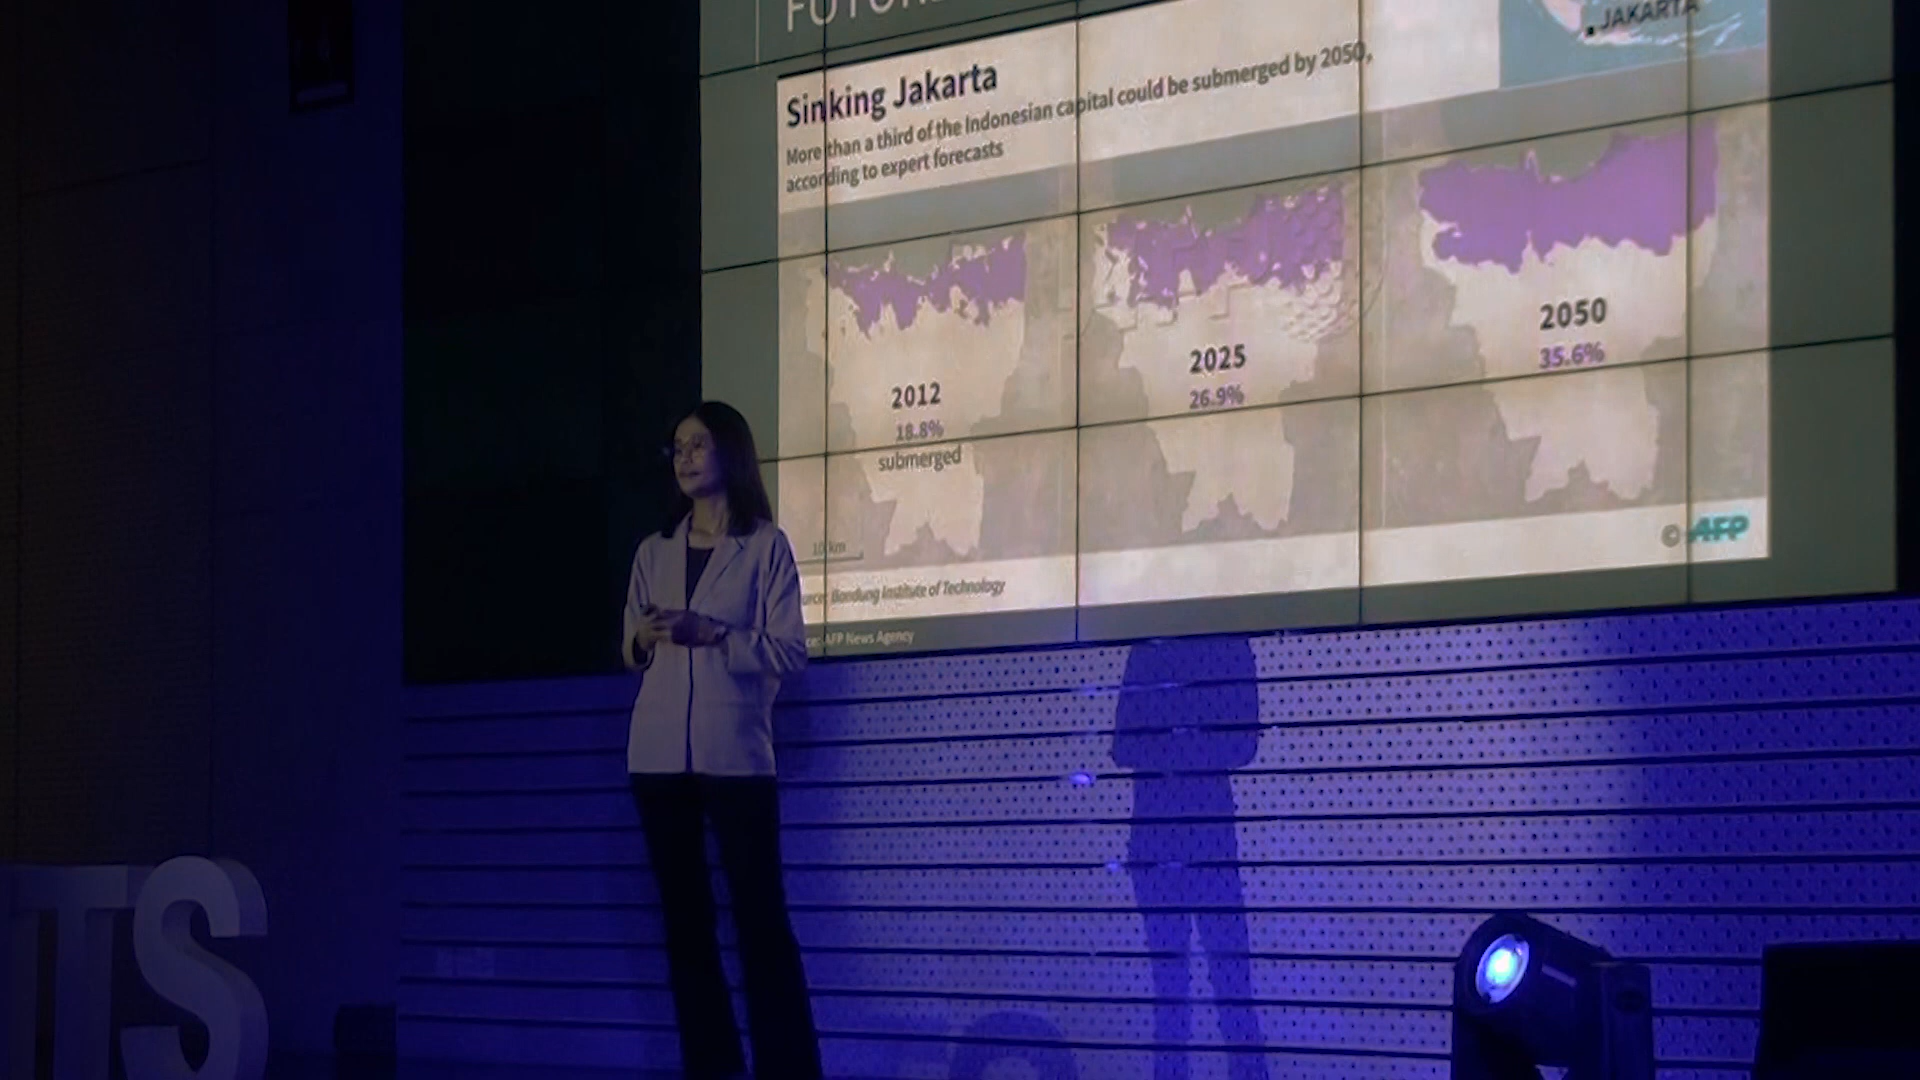 JAKARTA
Sinking Jakarta
More than a third of the Indonesian capital could be submerged by 2050,
according to expert forecasts
2012
18.8%
submerged
2025
26.9%
2050
35.6%
10 km
© AFP
Bandung Institute of Technology
AFP News Agency
TS